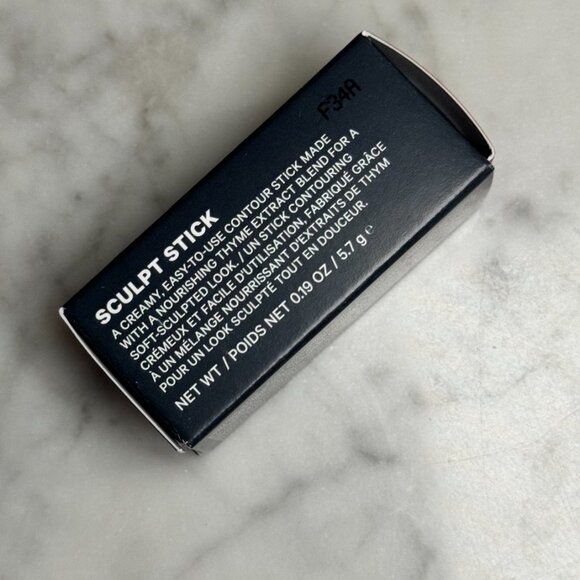 F34A
SCULPT STICK
A CREAMY, EASY-TO-USE CONTOUR STICK MADE
WITH A NOURISHING THYME EXTRACT BLEND FOR A
SOFT-SCULPTED LOOK. / UN STICK CONTOURING
CRÉMEUX ET FACILE D'UTILISATION, FABRIQUÉ GRÂCE
À UN MÉLANGE NOURRISSANT D'EXTRAITS DE THYM
POUR UN LOOK SCULPTÉ TOUT EN DOUCEUR.
NET WT / POIDS NET 0.19 OZ / 5.7 g ℮